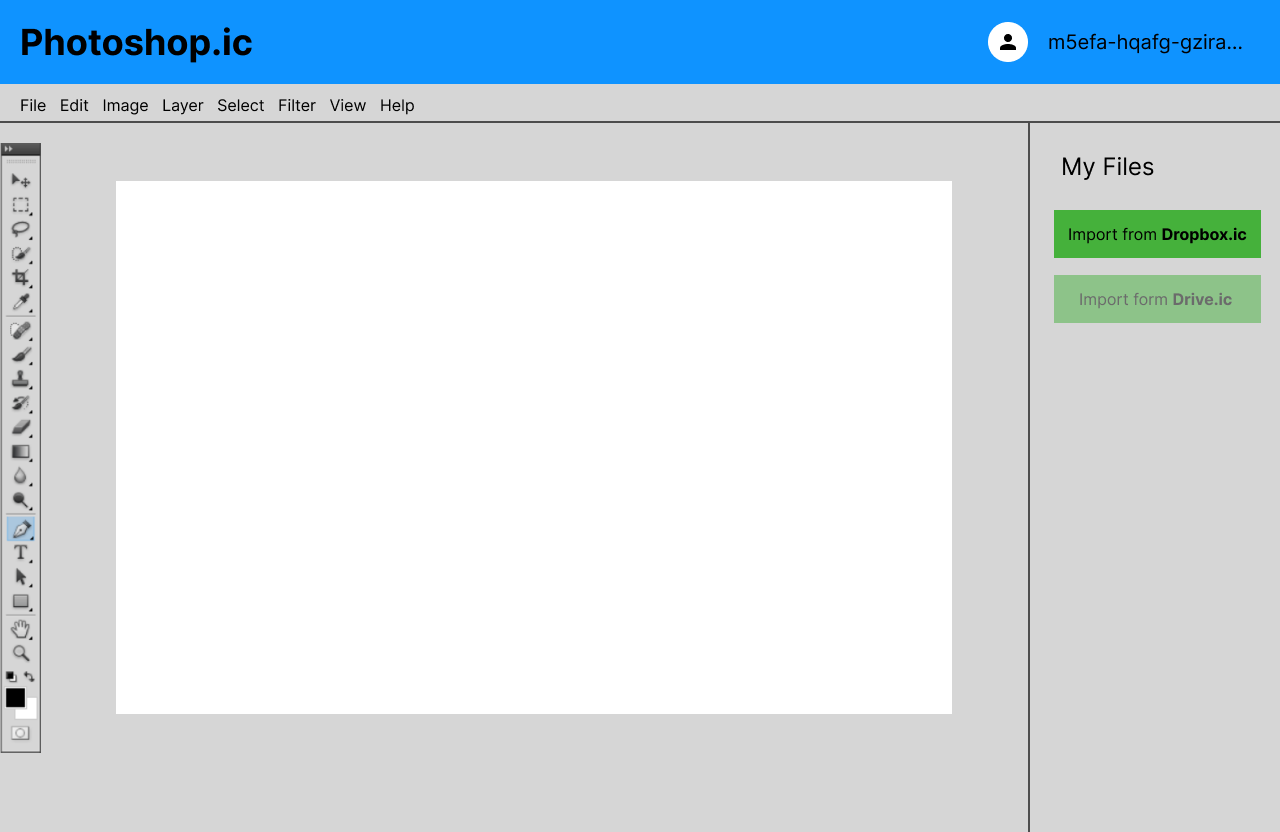 Photoshop.ic
m5efa-hqafg-gzira...
File Edit Image Layer Select Filter View Help
My Files
Import from Dropbox.ic
Import form Drive.ic
T